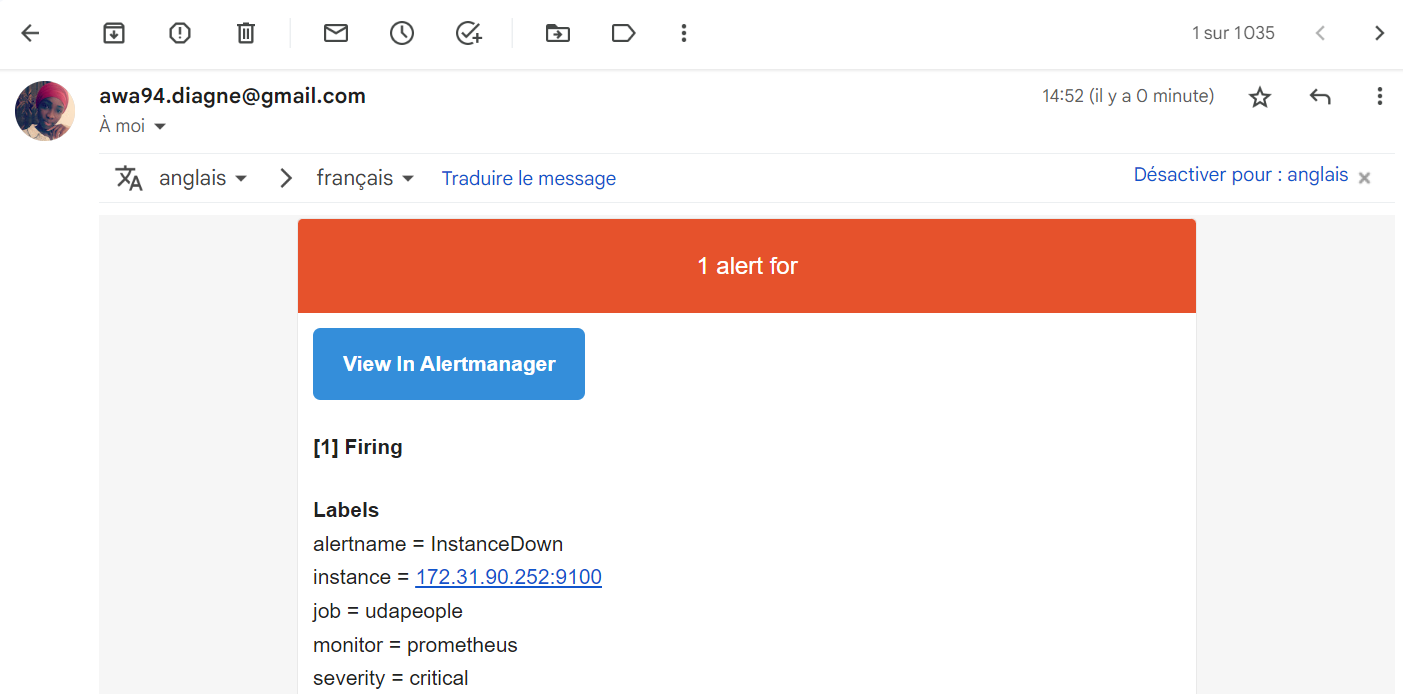 1 sur 1 035
awa94.diagne@gmail.com
14:52 (il y a 0 minute)
À moi
anglais
français
Traduire le message
Désactiver pour : anglais
1 alert for
View In Alertmanager
[1] Firing
Labels
alertname = InstanceDown
instance = 172.31.90.252:9100
job = udapeople
monitor = prometheus
severity = critical